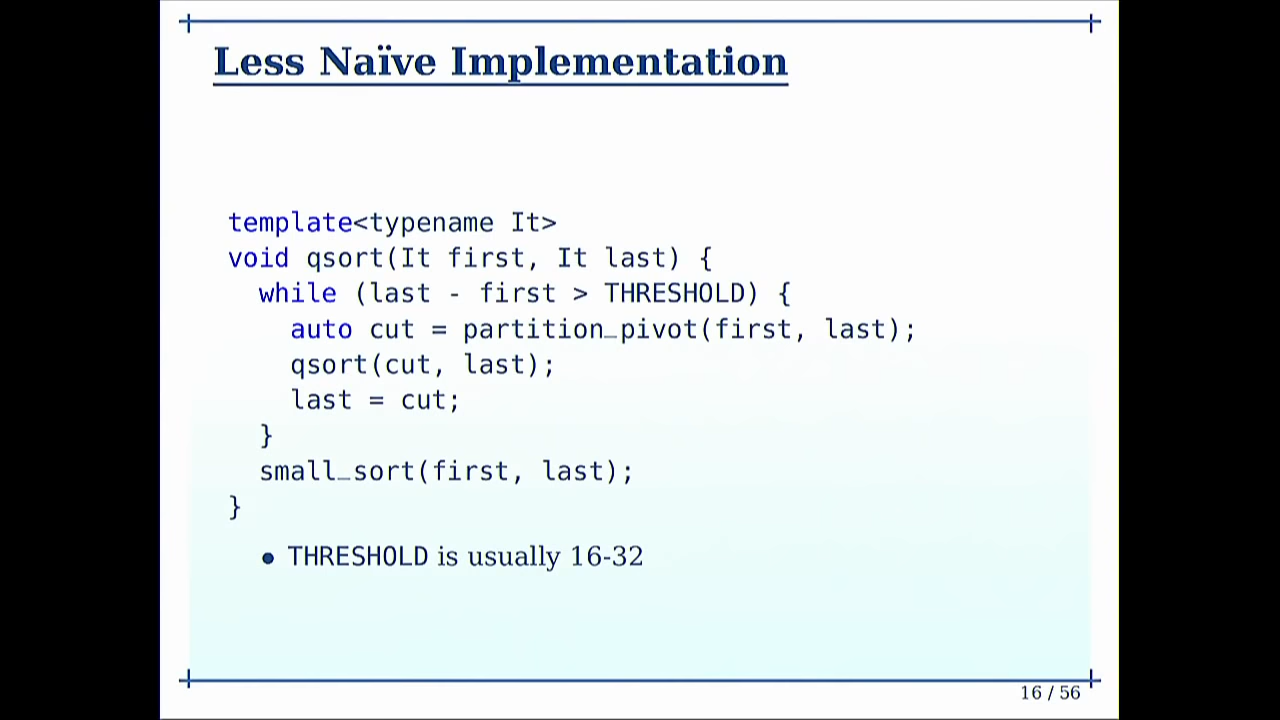 Less Naïve Implementation
template<typename It>
void qsort(It first, It last) {
  while (last - first > THRESHOLD) {
    auto cut = partition_pivot(first, last);
    qsort(cut, last);
    last = cut;
  }
  small_sort(first, last);
}
• THRESHOLD is usually 16-32
16 / 56